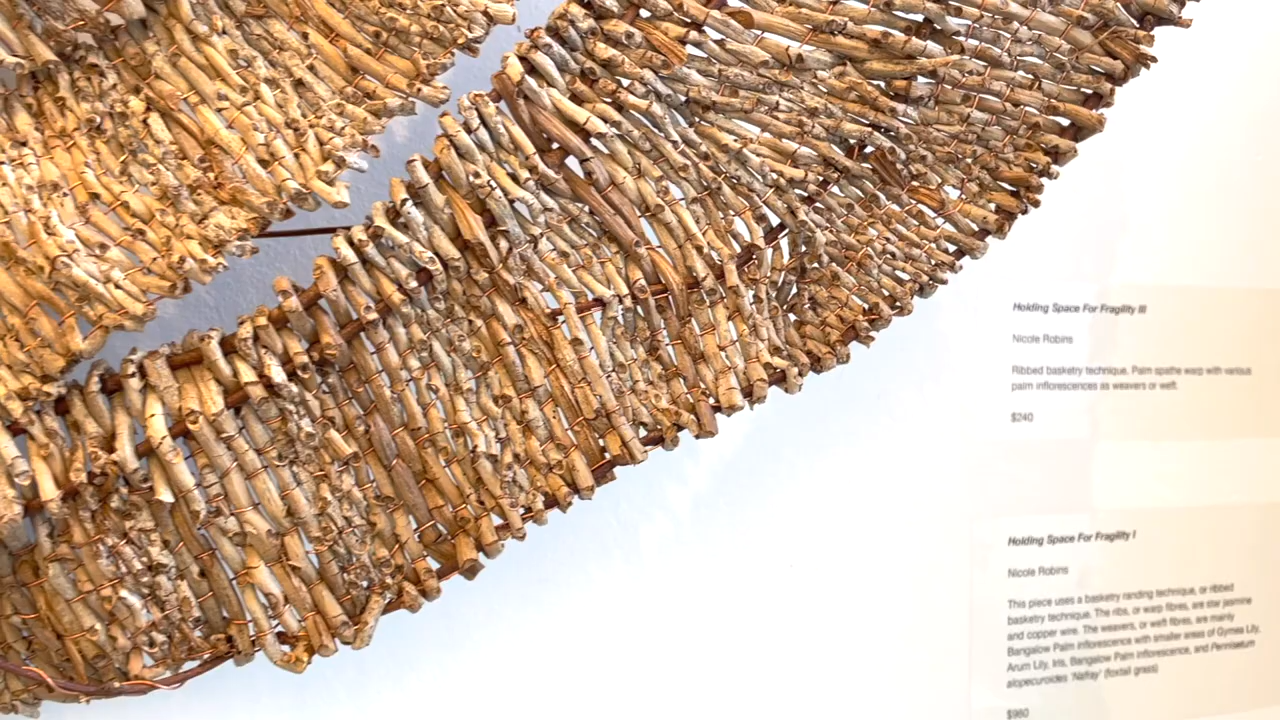 Holding Space For Fragility III
Nicole Robins
Ribbed basketry technique. Palm spathe warp with various
palm inflorescences as weavers or weft.
$240
Holding Space For Fragility I
Nicole Robins
This piece uses a basketry randing technique, or ribbed
basketry technique. The ribs, or warp fibres, are star jasmine
and copper wire. The weavers, or weft fibres, are mainly
Bangalow Palm inflorescence with smaller areas of Gymea Lily,
Arum Lily, Iris, Bangalow Palm inflorescence, and Pennisetum
alopecuroides 'Nafray' (foxtail grass)
$960